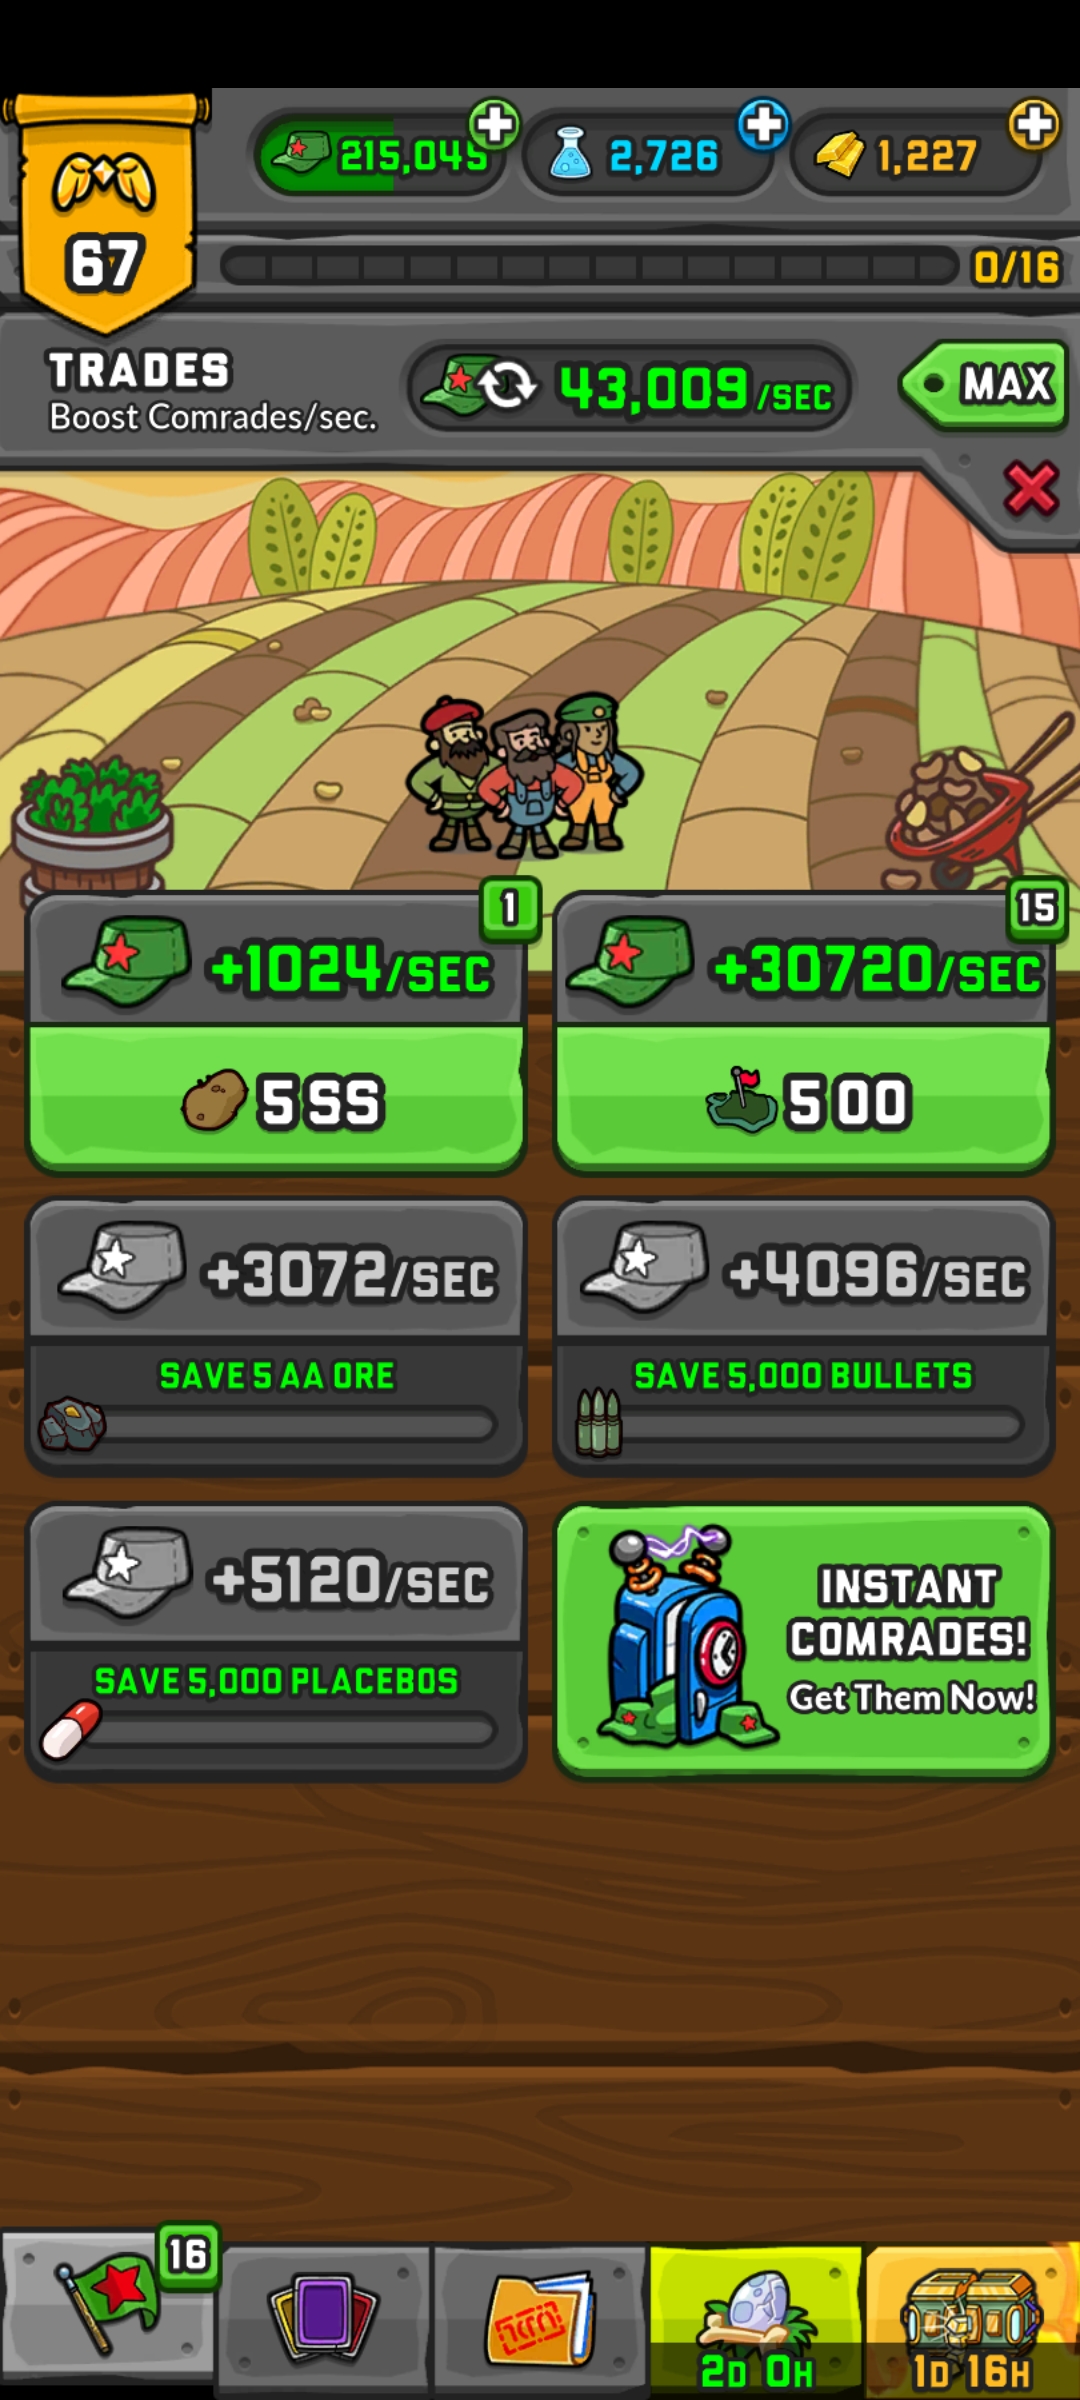 215,045
2,726
1,227
67
0/16
TRADES
Boost Comrades/sec.
43,009/SEC
MAX
1
+1024/SEC
5 SS
15
+30720/SEC
500
+3072/SEC
SAVE 5 AA ORE
+4096/SEC
SAVE 5,000 BULLETS
+5120/SEC
SAVE 5,000 PLACEBOS
INSTANT
COMRADES!
Get Them Now!
16
2D 0H
1D 16H